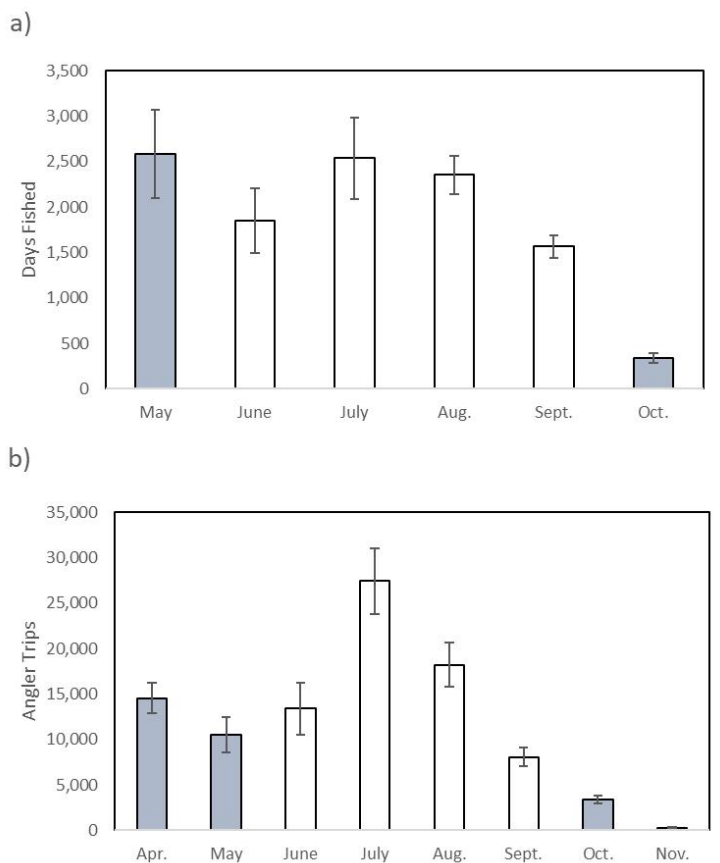 a)
3,500
3,000
2,500
2,000
1,500
1,000
500
0
Days Fished
May June July Aug. Sept. Oct.
b)
35,000
30,000
25,000
20,000
15,000
10,000
5,000
0
Angler Trips
Apr. May June July Aug. Sept. Oct. Nov.